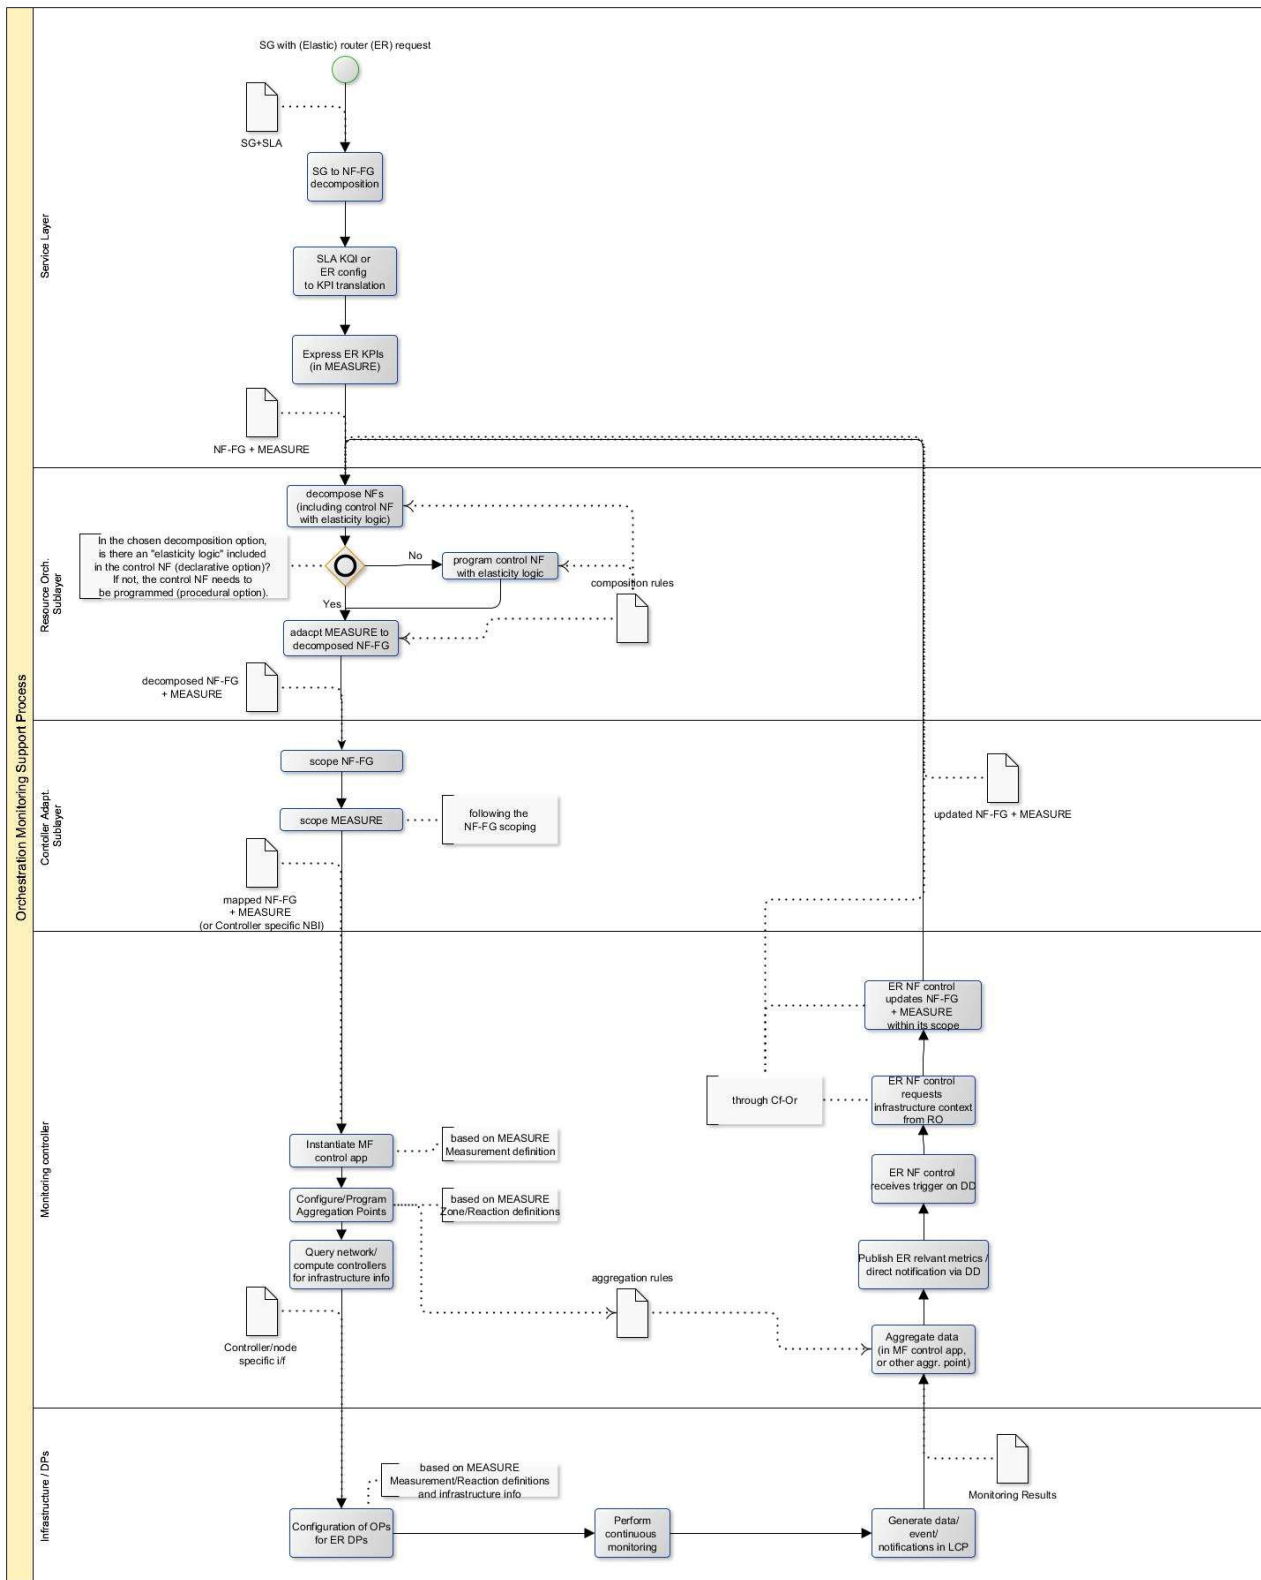 Orchestration Monitoring Support Process
Service Layer
SG with (Elastic) router (ER) request
SG+SLA
SG to NF-FG
decomposition
SLA KQI or
ER config
to KPI translation
Express ER KPIs
(in MEASURE)
NF-FG + MEASURE
Resource Orch.
Sublayer
decompose NFs
(including control NF
with elasticity logic)
In the chosen decomposition option,
is there an "elasticity logic" included
in the control NF (declarative option)?
If not, the control NF needs to
be programmed (procedural option).
No
program control NF
with elasticity logic
composition rules
Yes
adacpt MEASURE to
decomposed NF-FG
decomposed NF-FG
+ MEASURE
Contoller Adapt.
Sublayer
scope NF-FG
scope MEASURE
following the
NF-FG scoping
updated NF-FG + MEASURE
mapped NF-FG
+ MEASURE
(or Controller specific NBI)
Monitoring controller
ER NF control
updates NF-FG
+ MEASURE
within its scope
through Cf-Or
ER NF control
requests
infrastructure context
from RO
Instantiate MF
control app
based on MEASURE
Measurement definition
ER NF control
receives trigger on DD
Configure/Program
Aggregation Points
based on MEASURE
Zone/Reaction definitions
Query network/
compute controllers
for infrastructure info
Publish ER relvant metrics /
direct notification via DD
aggregation rules
Controller/node
specific i/f
Aggregate data
(in MF control app,
or other aggr. point)
Infrastructure / DPs
based on MEASURE
Measurement/Reaction definitions
and infrastructure info
Monitoring Results
Configuration of OPs
for ER DPs
Perform
continuous
monitoring
Generate data/
event/
notifications in LCP